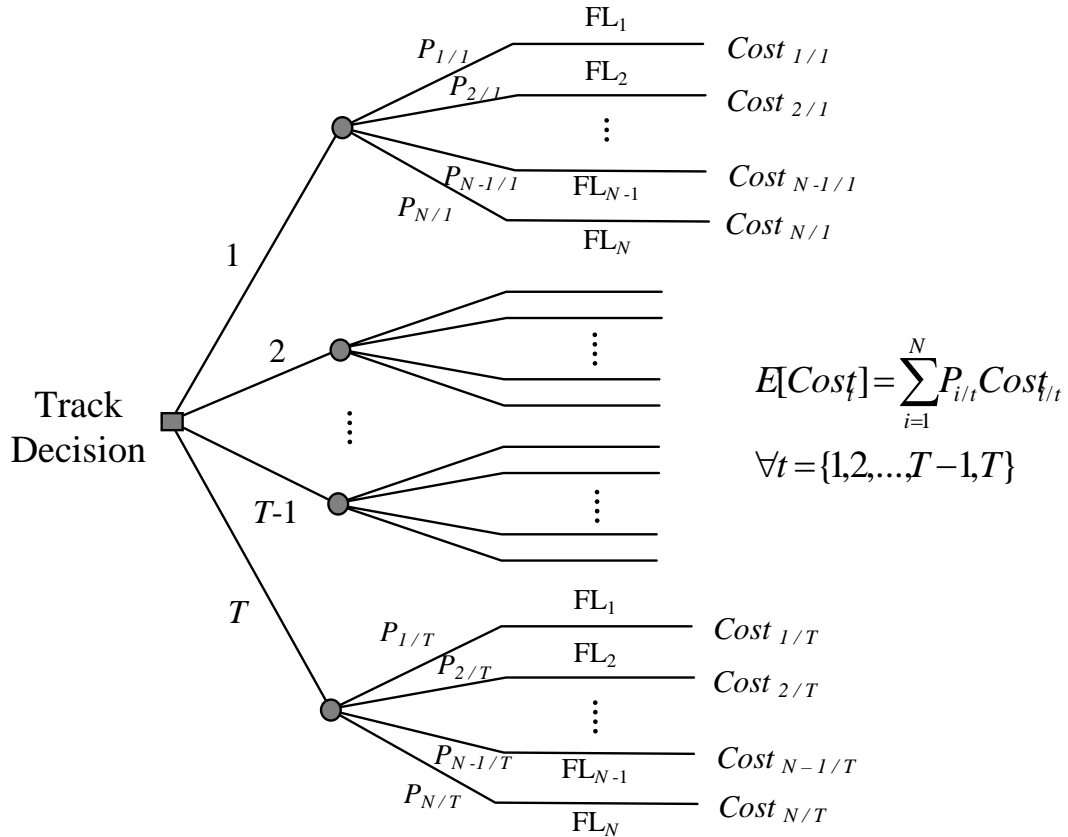 FL1
P1/1
Cost 1/1
FL2
P2/1
Cost 2/1
PN-1/1
FLN-1
Cost N-1/1
PN/1
FLN
Cost N/1
1
2
Track
Decision
T-1
T
E[Cost_t] = ∑_{i=1}^{N} P_{i/t} Cost_{i/t}
∀t = {1,2,...,T−1,T}
FL1
P1/T
Cost 1/T
FL2
P2/T
Cost 2/T
PN-1/T
FLN-1
Cost N–1/T
PN/T
FLN
Cost N/T